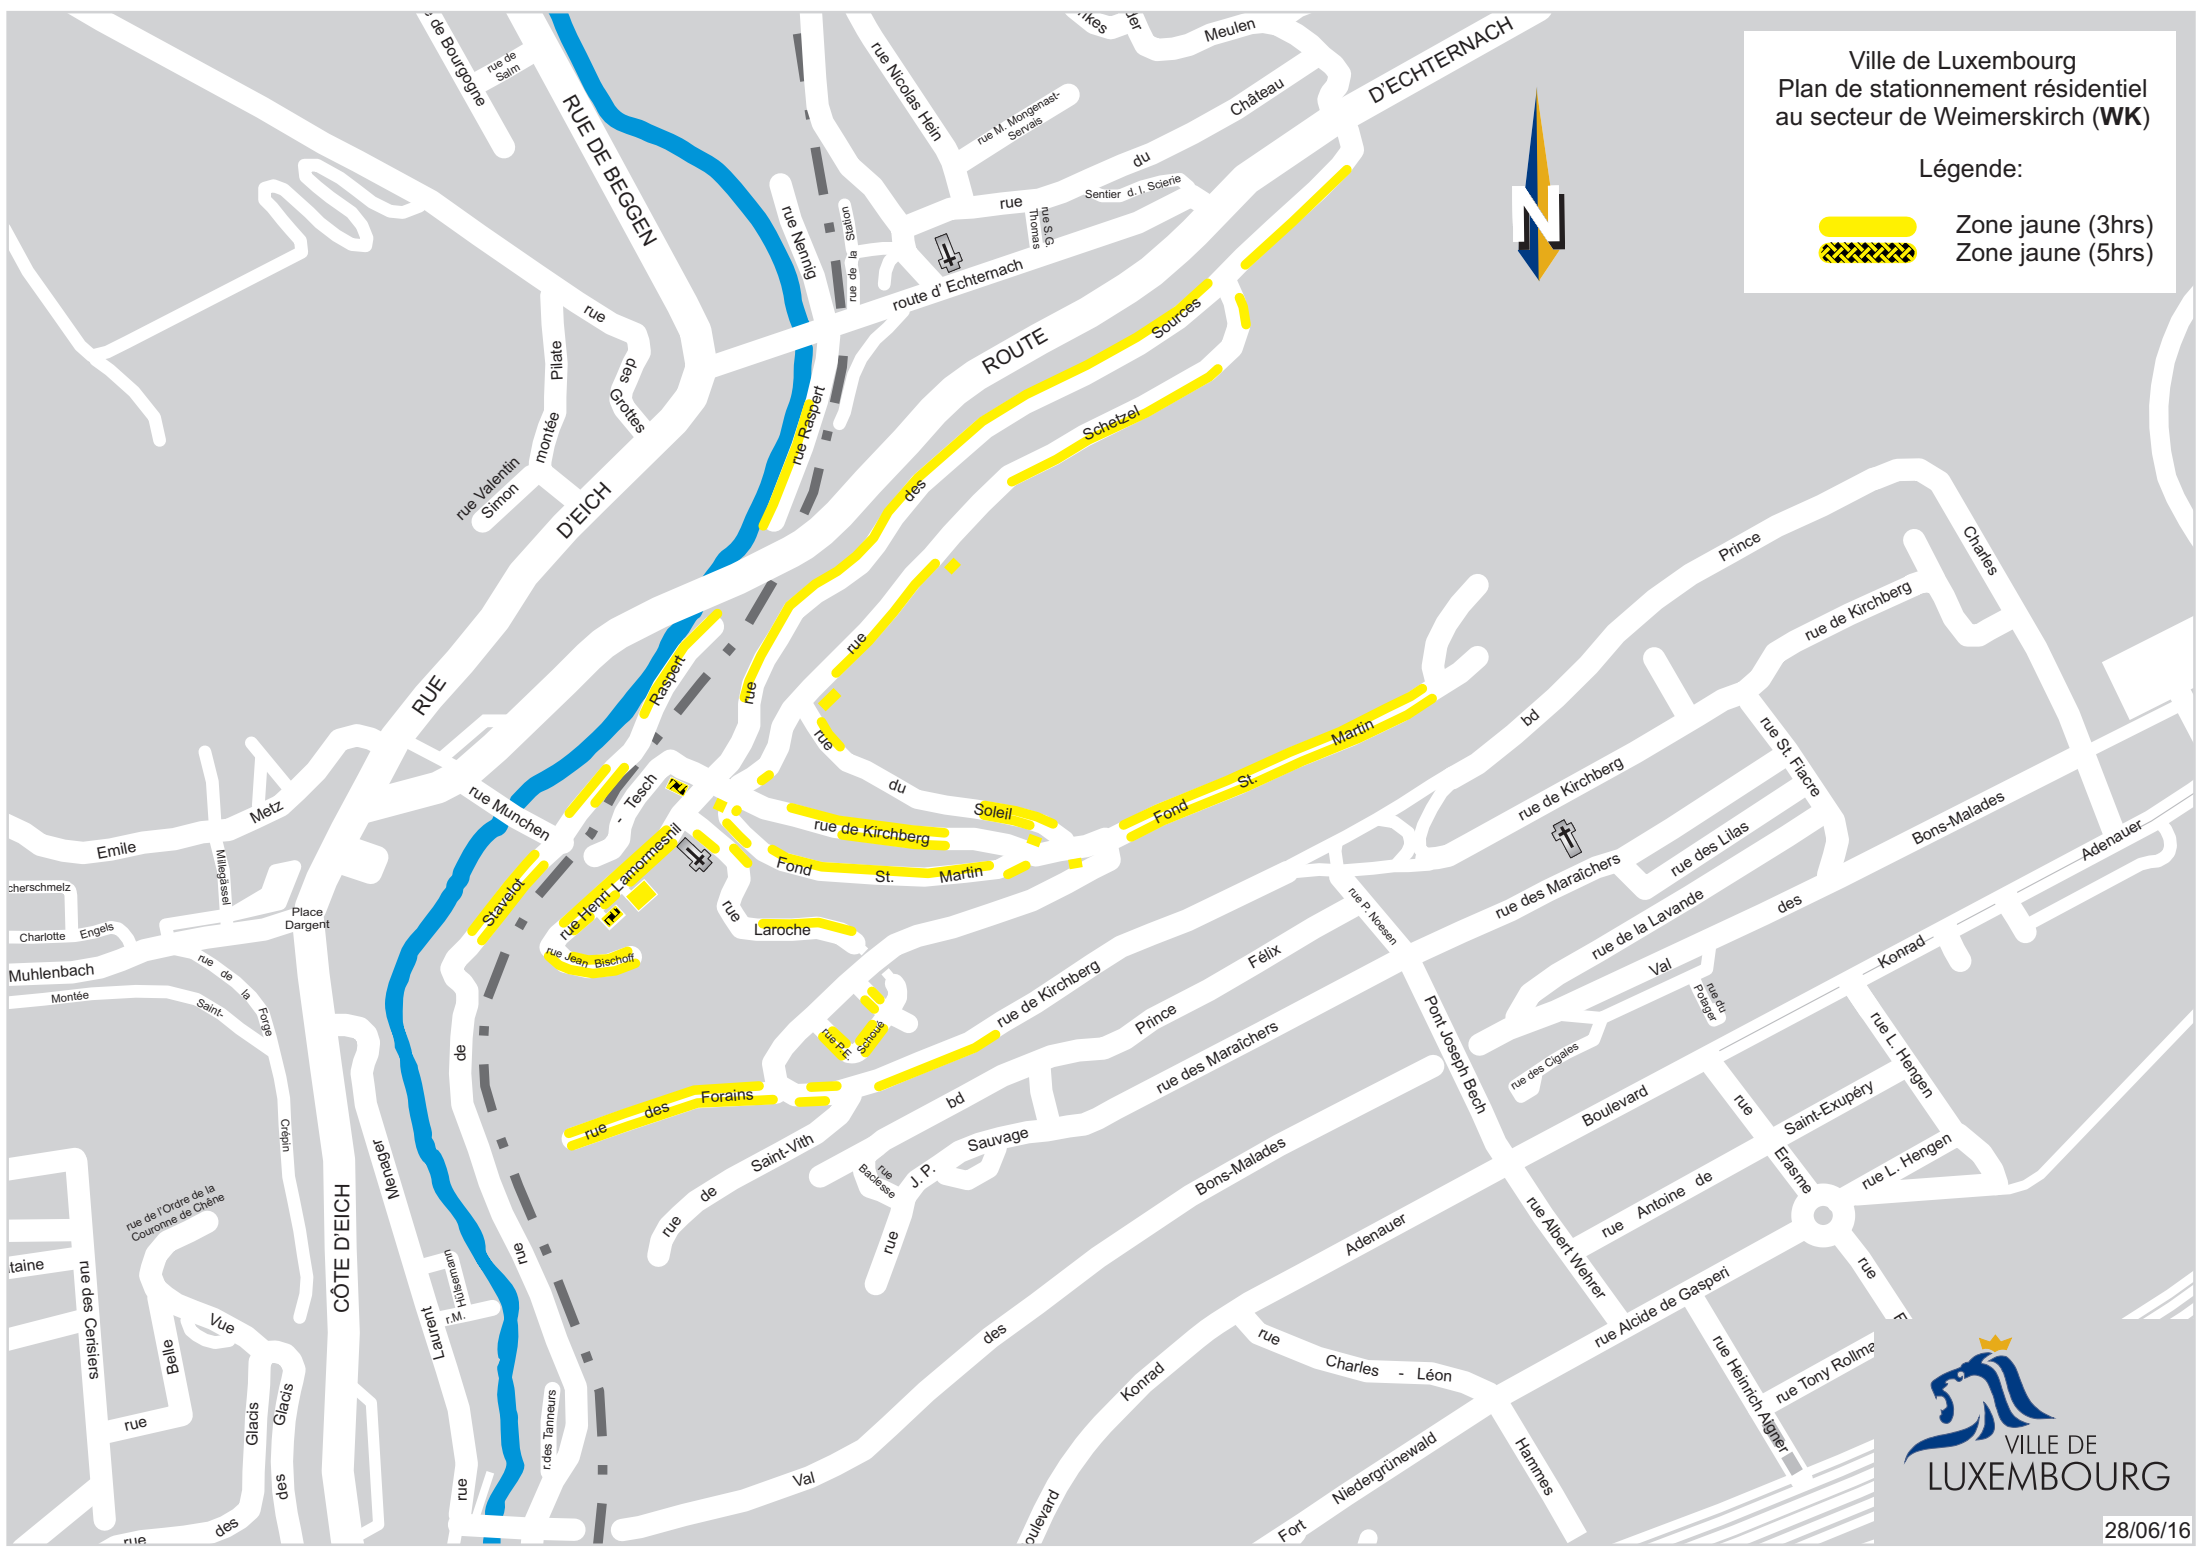 Ville de Luxembourg
Plan de stationnement résidentiel
au secteur de Weimerskirch (WK)
Légende:
Zone jaune (3hrs)
Zone jaune (5hrs)
N
de Bourgogne
rue de
Salm
RUE DE BEGGEN
rue Nicolas Hein
rue M. Mongenast-
Servais
Meulen
D'ECHTERNACH
Château
du
rue
Sentier d. l. Scierie
rue S.G.
Thomas
rue Nennig
rue de la Station
route d' Echternach
ROUTE
Sources
des
rue
Schetzel
rue
rue
des
Grottes
Pilate
montée
rue Valentin
Simon
D'EICH
RUE
rue Raspert
Raspert
rue Munchen
Tesch
-
Stavelot
de
rue
rue Henri Lamormesnil
rue Jean Bischoff
rue
Laroche
rue
du
Soleil
rue de Kirchberg
Fond
St.
Martin
Fond
St.
Martin
rue P.E.
Schoué
rue
des
Forains
rue de Kirchberg
rue
de
Saint-Vith
bd
Prince
Félix
rue des Maraîchers
rue
Baclesse
rue
J. P.
Sauvage
bd
Prince
Charles
rue de Kirchberg
rue de Kirchberg
rue St. Fiacre
rue des Maraîchers
rue des Lilas
rue de la Lavande
Val
des
Bons-Malades
rue du
Potager
rue des Cigales
rue P. Noesen
Pont Joseph Bech
Boulevard
Konrad
Adenauer
rue L. Hengen
rue L. Hengen
rue
Erasme
rue
rue
Antoine
de
Saint-Exupéry
rue Albert Wehrer
rue Alcide de Gasperi
rue Heinrich Aigner
rue Tony Rollma
Val
des
Bons-Malades
oulevard
Konrad
Adenauer
rue
Charles
-
Léon
Hammes
Fort
Niedergrünewald
Emile
Metz
Millegässel
cherschmelz
Charlotte
Engels
Muhlenbach
Montée
Saint-
Crépin
rue
de
la
Forge
Place
Dargent
CÔTE D'EICH
rue
Laurent
Menager
Hülsemann
r.M.
r.des Tanneurs
rue de l'Ordre de la
Couronne de Chêne
taine
rue des Cerisiers
rue
Belle
Vue
Glacis
des
rue
Glacis
des
VILLE DE
LUXEMBOURG
28/06/16